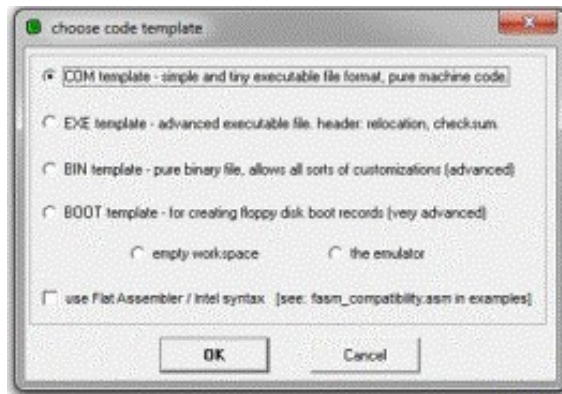 choose code template
COM template - simple and tiny executable file format, pure machine code.
EXE template - advanced executable file. header: relocation, checksum.
BIN template - pure binary file, allows all sorts of customizations (advanced)
BOOT template - for creating floppy disk boot records (very advanced)
empty workspace the emulator
use Flat Assembler / Intel syntax [see: fasm_compatibility.asm in examples]
OK Cancel